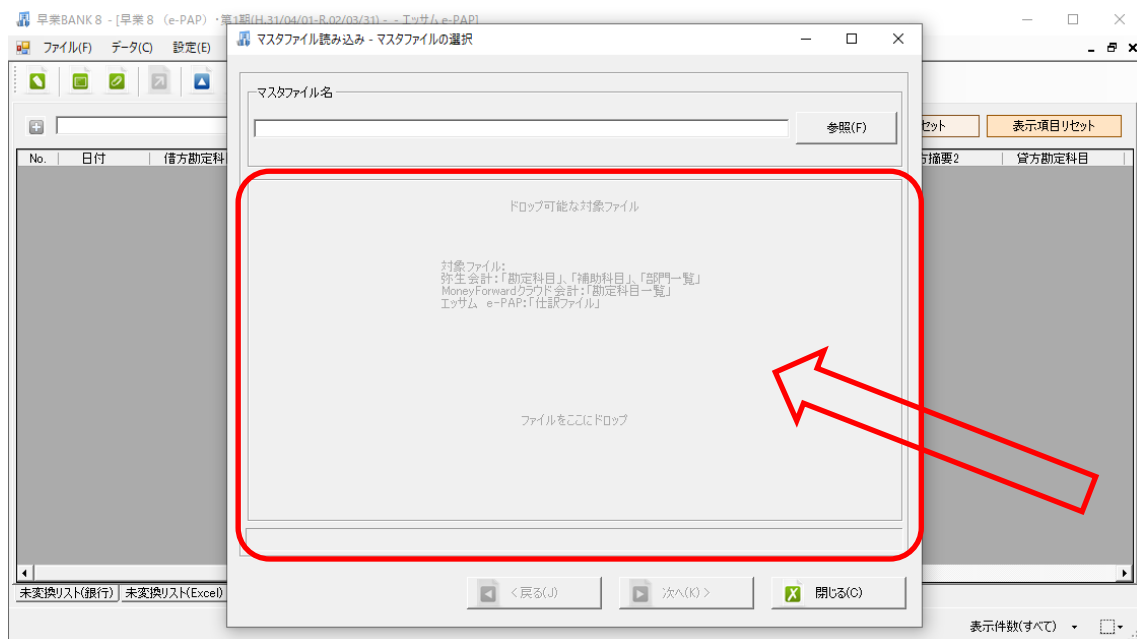 早業BANK８ - [早業８（e-PAP）・第1期(H.31/04/01-R.02/03/31) - - エッサム e-PAP]
ファイル(F) データ(C) 設定(E)
マスタファイル読み込み - マスタファイルの選択
マスタファイル名
参照(F)
セット 表示項目リセット
No. 日付 借方勘定科 方摘要2 貸方勘定科目
ドロップ可能な対象ファイル
対象ファイル:
弥生会計:「勘定科目」、「補助科目」、「部門一覧」
MoneyForwardクラウド会計:「勘定科目一覧」
エッサム e-PAP:「仕訳ファイル」
ファイルをここにドロップ
未変換リスト(銀行) 未変換リスト(Excel)
<戻る(J) 次へ(K)> 閉じる(C)
表示件数(すべて)